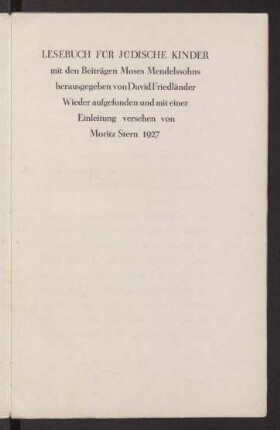 LESEBUCH FÜR JÜDISCHE KINDER
mit den Beiträgen Moses Mendelssohns
herausgegeben von David Friedländer
Wieder aufgefunden und mit einer
Einleitung versehen von
Moritz Stern 1927